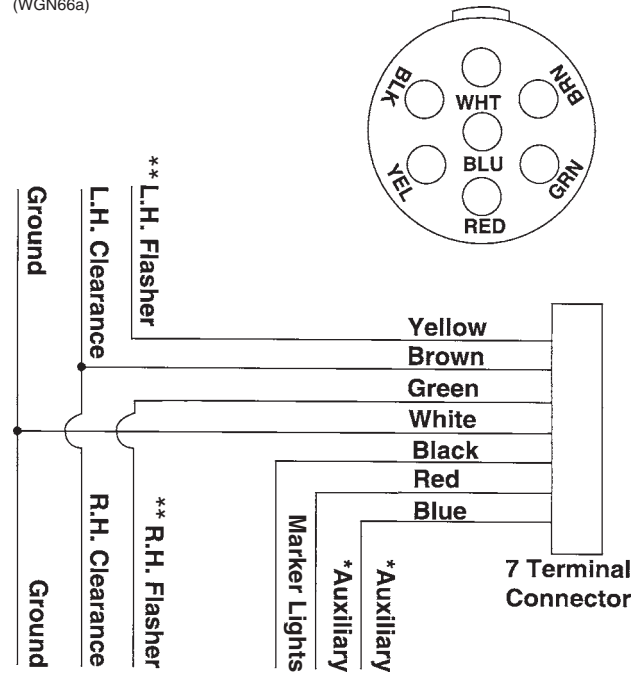 (WGN66a)
BLK
WHT
BRN
YEL
BLU
GRN
RED
Ground
L.H. Clearance
** L.H. Flasher
Yellow
Brown
Green
White
Black
Red
Blue
Ground
R.H. Clearance
** R.H. Flasher
Marker Lights
*Auxiliary
*Auxiliary
7 Terminal
Connector